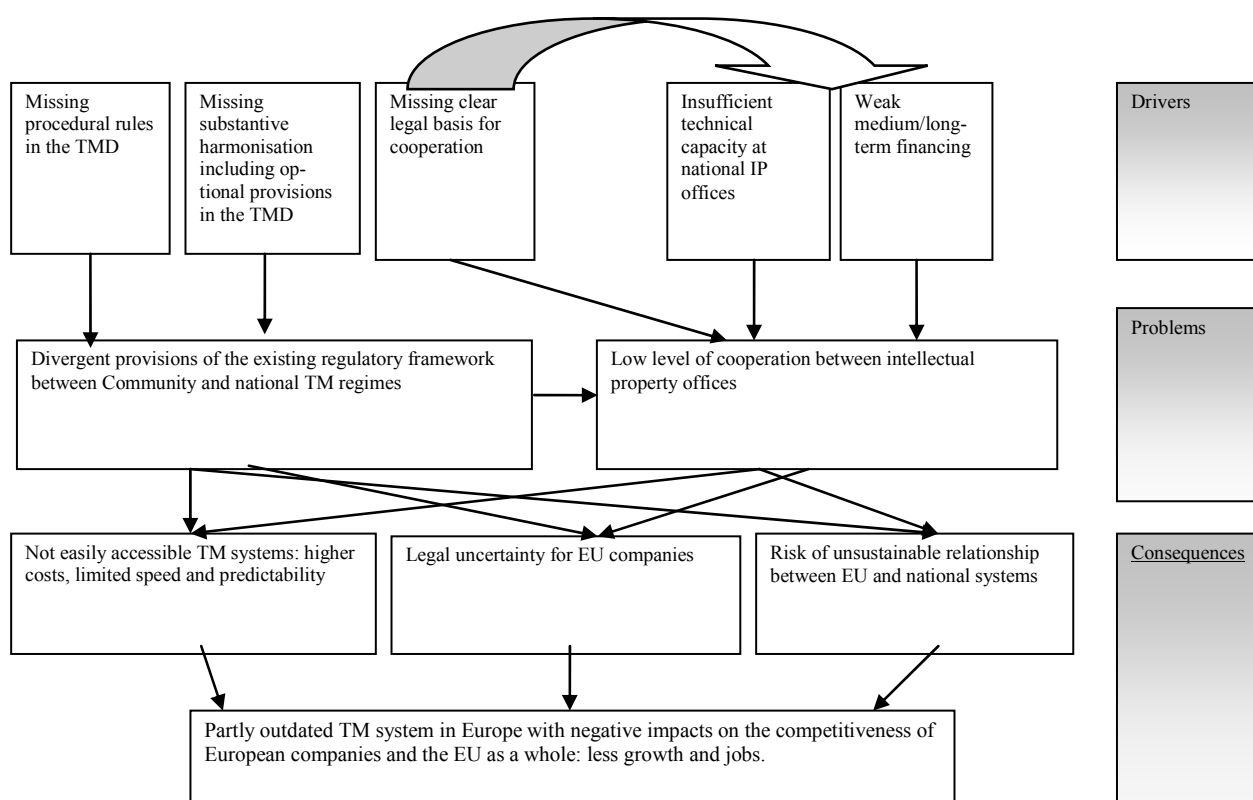 Missing
procedural rules
in the TMD
Missing
substantive
harmonisation
including op-
tional provisions
in the TMD
Missing clear
legal basis for
cooperation
Insufficient
technical
capacity at
national IP
offices
Weak
medium/long-
term financing
Drivers
Divergent provisions of the existing regulatory framework
between Community and national TM regimes
Low level of cooperation between intellectual
property offices
Problems
Not easily accessible TM systems: higher
costs, limited speed and predictability
Legal uncertainty for EU companies
Risk of unsustainable relationship
between EU and national systems
Consequences
Partly outdated TM system in Europe with negative impacts on the competitiveness of
European companies and the EU as a whole: less growth and jobs.